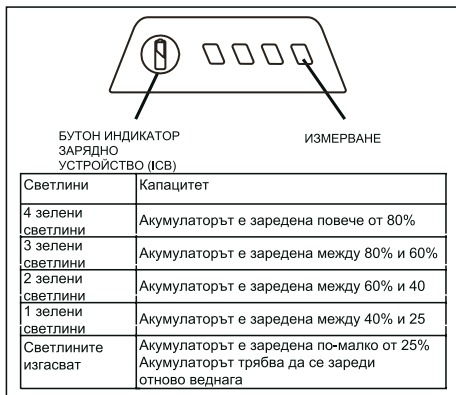 БУТОН ИНДИКАТОР
ЗАРЯДНО
УСТРОЙСТВО (ICB)
ИЗМЕРВАНЕ
Светлини Капацитет
4 зелени
светлини
Акумулаторът е заредена повече от 80%
3 зелени
светлини
Акумулаторът е заредена между 80% и 60%
2 зелени
светлини
Акумулаторът е заредена между 60% и 40
1 зелени
светлини
Акумулаторът е заредена между 40% и 25
Светлините
изгасват
Акумулаторът е заредена по-малко от 25%
Акумулаторът трябва да се зареди
отново веднага